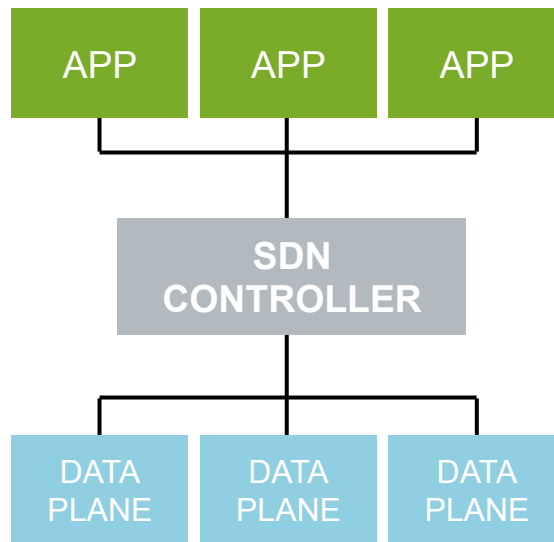 APP APP APP
SDN
CONTROLLER
DATA DATA DATA
PLANE PLANE PLANE